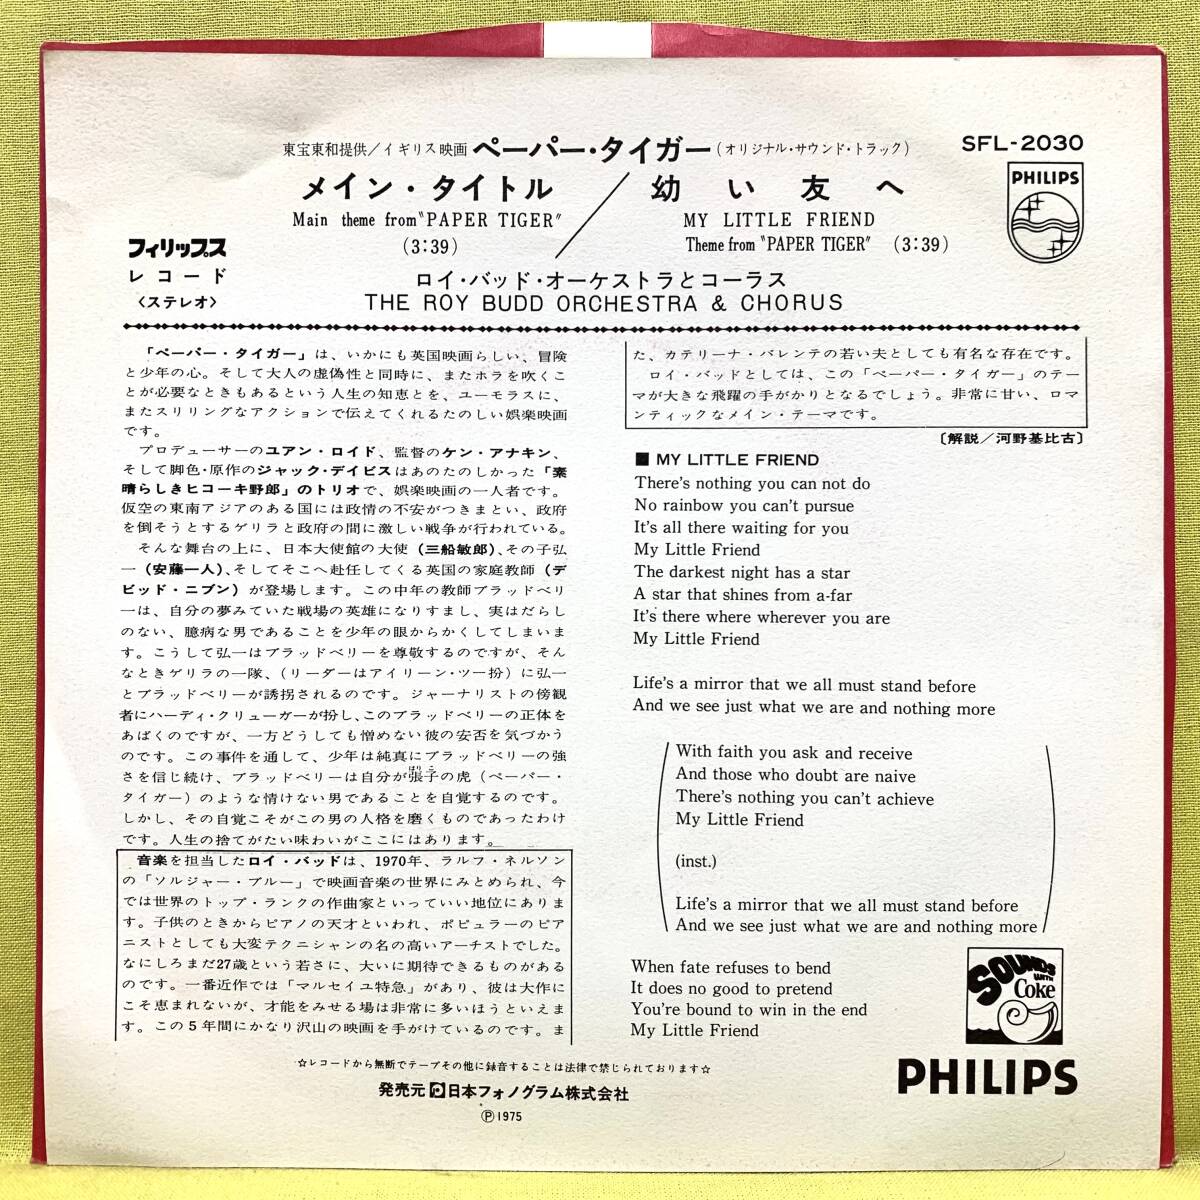 東宝東和提供/イギリス映画 ペーパー・タイガー(オリジナル・サウンド・トラック)
SFL-2030
メイン・タイトル/幼い友へ
Main theme from "PAPER TIGER" (3:39)
MY LITTLE FRIEND
Theme from "PAPER TIGER" (3:39)
PHILIPS
フィリップス
レコード
〈ステレオ〉
ロイ・バッド・オーケストラとコーラス
THE ROY BUDD ORCHESTRA & CHORUS
「ペーパー・タイガー」は、いかにも英国映画らしい、冒険
と少年の心。そして大人の虚偽性と同時に、またホラを吹くこ
とが必要なときもあるという人生の知恵とを、ユーモラスに、
またスリリングなアクションで伝えてくれるたのしい娯楽映画
です。
プロデューサーのユアン・ロイド、監督のケン・アナキン、
そして脚色・原作のジャック・デイビスはあのたのしかった「素
晴らしきヒコーキ野郎」のトリオで、娯楽映画の一人者です。
仮空の東南アジアのある国には政情の不安がつきまとい、政府
を倒そうとするゲリラと政府の間に激しい戦争が行われている。
そんな舞台の上に、日本大使館の大使(三船敏郎)、その子弘
一(安藤一人)、そしてそこへ赴任してくる英国の家庭教師(デ
ビッド・ニブン)が登場します。この中年の教師ブラッドベリ
ーは、自分の夢みていた戦場の英雄になりすまし、実はだらし
のない、臆病な男であることを少年の眼からかくしてしまいま
す。こうして弘一はブラッドベリーを尊敬するのですが、そん
なときゲリラの一隊、(リーダーはアイリーン・ツー扮)に弘一
とブラッドベリーが誘拐されるのです。ジャーナリストの傍観
者にハーディ・クリューガーが扮し、このブラッドベリーの正体を
あばくのですが、一方どうしても憎めない彼の安否を気づかう
のです。この事件を通して、少年は純真にブラッドベリーの強
さを信じ続け、ブラッドベリーは自分が張子の虎(ペーパー・
タイガー)のような情けない男であることを自覚するのです。
しかし、その自覚こそがこの男の人格を磨くものであったわけ
です。人生の捨てがたい味わいがここにはあります。
音楽を担当したロイ・バッドは、1970年、ラルフ・ネルソン
の「ソルジャー・ブルー」で映画音楽の世界にみとめられ、今
では世界のトップ・ランクの作曲家といっていい地位にありま
す。子供のときからピアノの天才といわれ、ポピュラーのピア
ニストとしても大変テクニシャンの名の高いアーチストでした。
なにしろまだ27歳という若さに、大いに期待できるものがある
のです。一番近作では「マルセイユ特急」があり、彼は大作に
こそ恵まれないが、才能をみせる場は非常に多いほうといえま
す。この5年間にかなり沢山の映画を手がけているのです。ま
た、カテリーナ・バレンテの若い夫としても有名な存在です。
ロイ・バッドとしては、この「ペーパー・タイガー」のテー
マが大きな飛躍の手がかりとなるでしょう。非常に甘い、ロマ
ンティックなメイン・テーマです。
〔解説/河野基比古〕
■ MY LITTLE FRIEND
There's nothing you can not do
No rainbow you can't pursue
It's all there waiting for you
My Little Friend
The darkest night has a star
A star that shines from a-far
It's there where wherever you are
My Little Friend
Life's a mirror that we all must stand before
And we see just what we are and nothing more
With faith you ask and receive
And those who doubt are naive
There's nothing you can't achieve
My Little Friend
(inst.)
Life's a mirror that we all must stand before
And we see just what we are and nothing more
When fate refuses to bend
It does no good to pretend
You're bound to win in the end
My Little Friend
SOUNDS WITH Coke
PHILIPS
☆レコードから無断でテープその他に録音することは法律で禁じられております☆
発売元 日本フォノグラム株式会社
Ⓟ1975